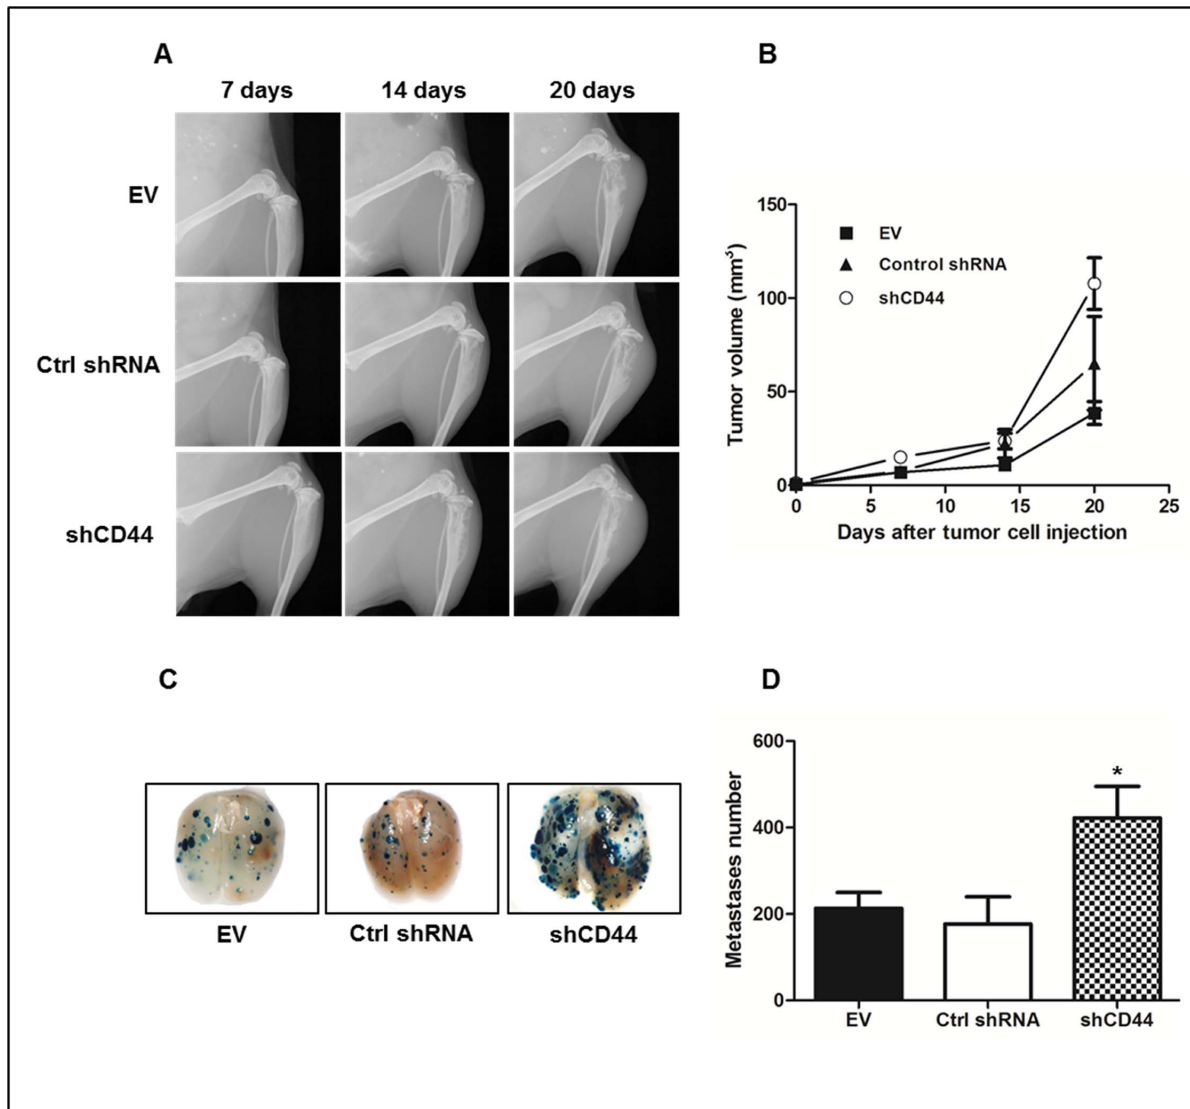 A
7 days 14 days 20 days
EV
Ctrl shRNA
shCD44
B
150
100
50
0
Tumor volume (mm³)
EV
Control shRNA
shCD44
0 5 10 15 20 25
Days after tumor cell injection
C
EV Ctrl shRNA shCD44
D
600
400
200
0
Metastases number
*
EV Ctrl shRNA shCD44